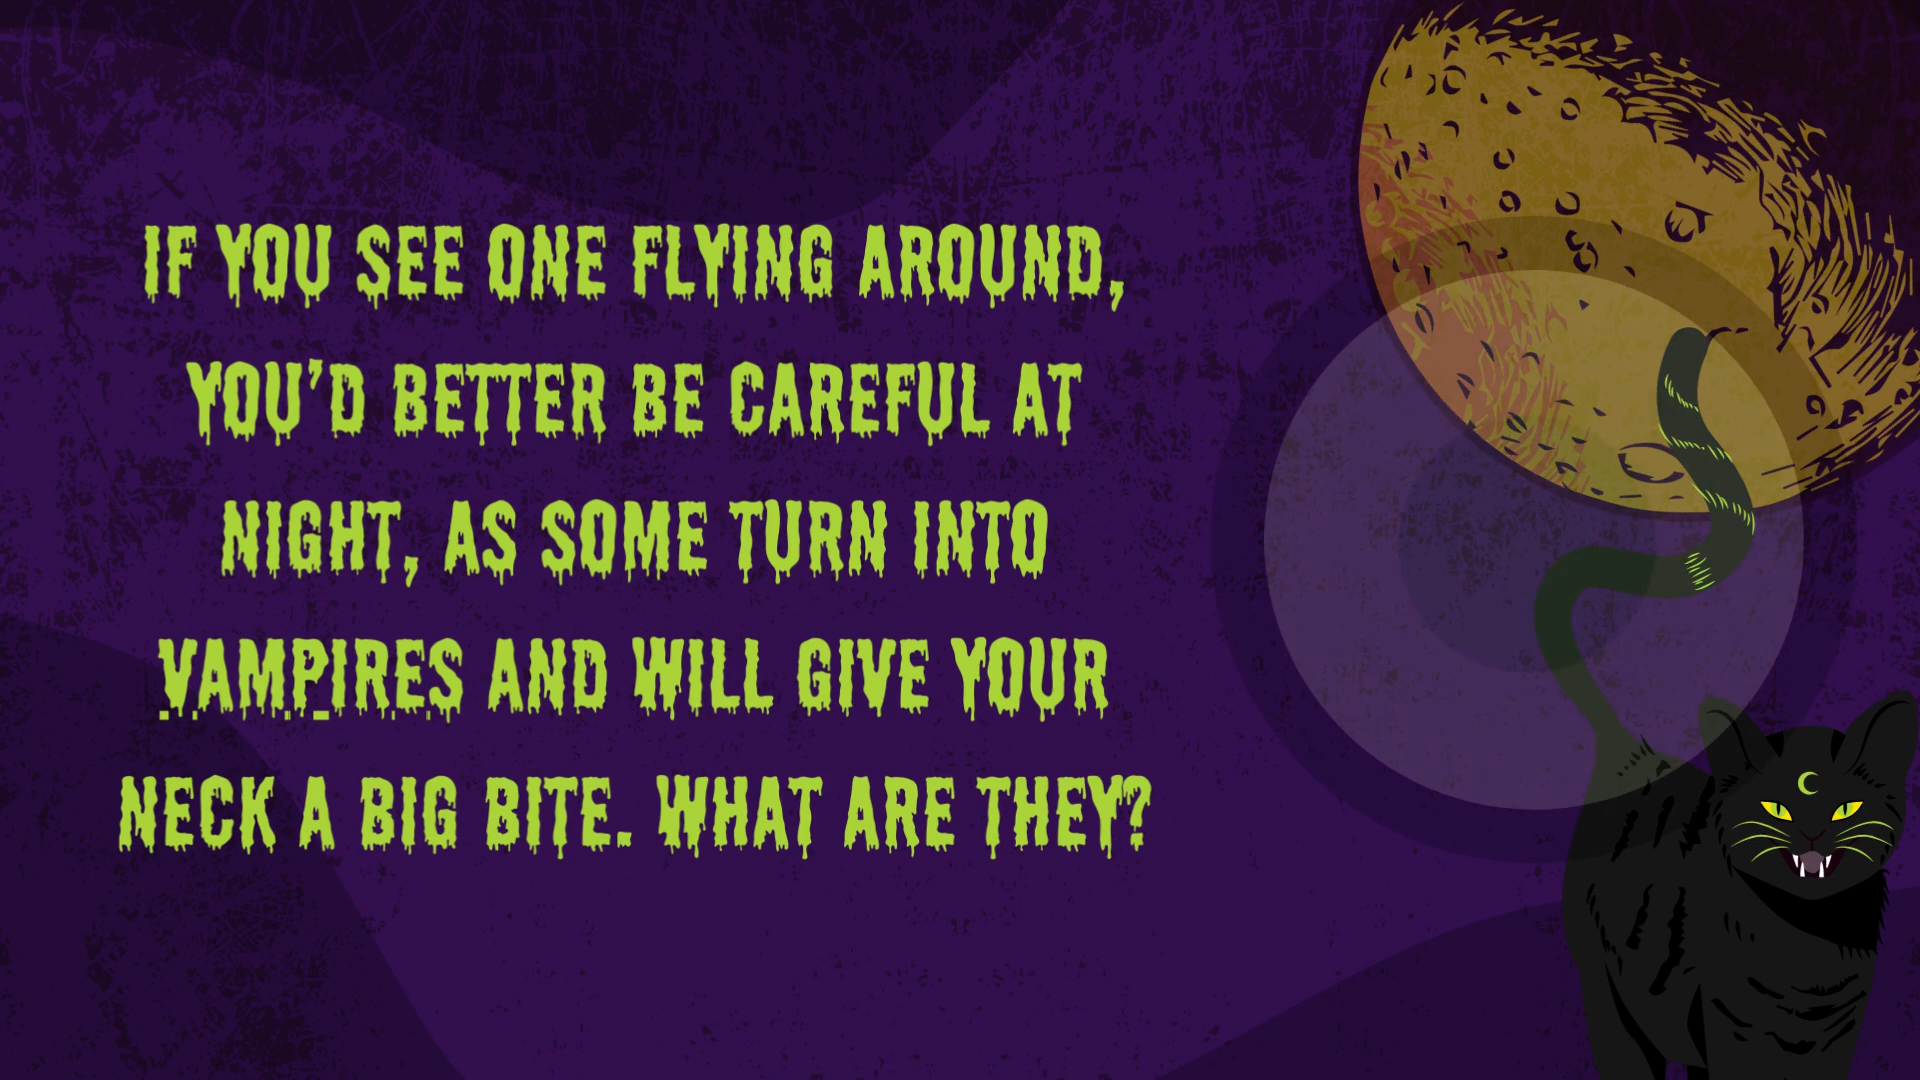 IF YOU SEE ONE FLYING AROUND,
YOU'D BETTER BE CAREFUL AT
NIGHT, AS SOME TURN INTO
VAMPIRES AND WILL GIVE YOUR
NECK A BIG BITE. WHAT ARE THEY?